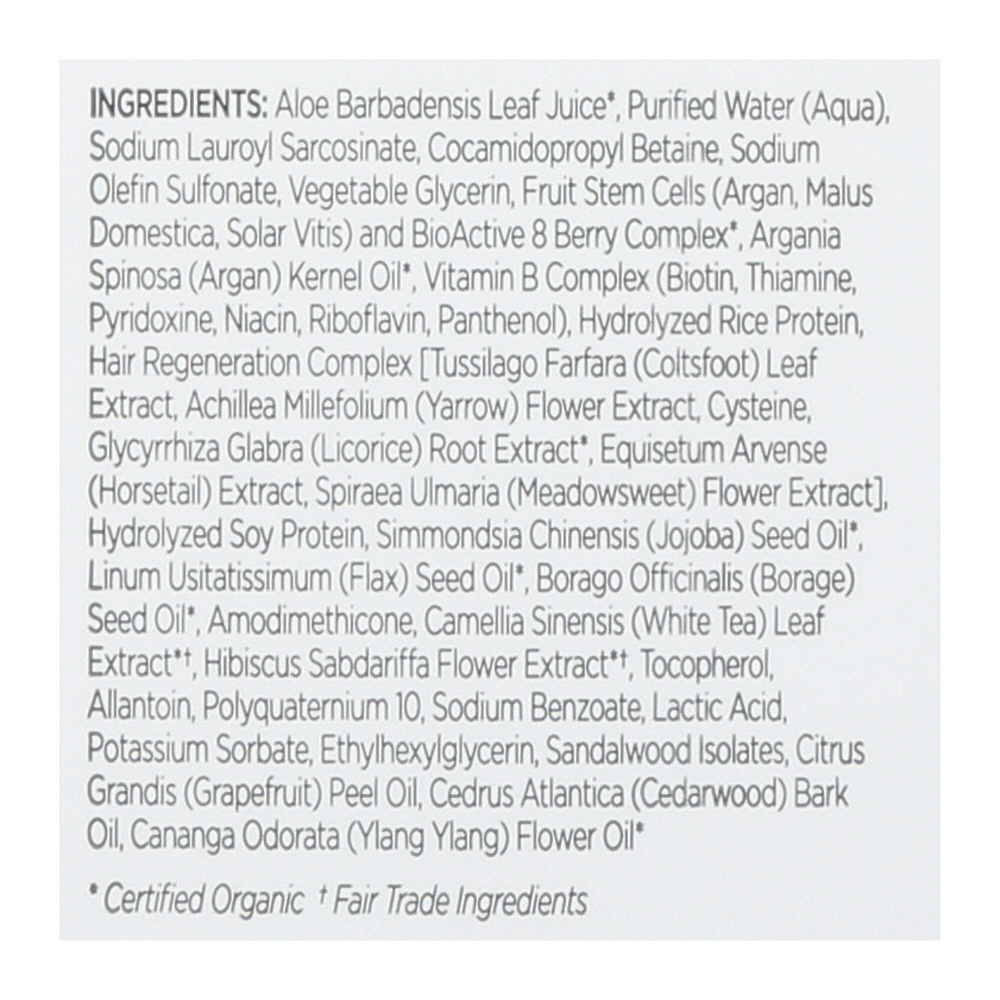 INGREDIENTS: Aloe Barbadensis Leaf Juice*, Purified Water (Aqua),
Sodium Lauroyl Sarcosinate, Cocamidopropyl Betaine, Sodium
Olefin Sulfonate, Vegetable Glycerin, Fruit Stem Cells (Argan, Malus
Domestica, Solar Vitis) and BioActive 8 Berry Complex*, Argania
Spinosa (Argan) Kernel Oil*, Vitamin B Complex (Biotin, Thiamine,
Pyridoxine, Niacin, Riboflavin, Panthenol), Hydrolyzed Rice Protein,
Hair Regeneration Complex [Tussilago Farfara (Coltsfoot) Leaf
Extract, Achillea Millefolium (Yarrow) Flower Extract, Cysteine,
Glycyrrhiza Glabra (Licorice) Root Extract*, Equisetum Arvense
(Horsetail) Extract, Spiraea Ulmaria (Meadowsweet) Flower Extract],
Hydrolyzed Soy Protein, Simmondsia Chinensis (Jojoba) Seed Oil*,
Linum Usitatissimum (Flax) Seed Oil*, Borago Officinalis (Borage)
Seed Oil*, Amodimethicone, Camellia Sinensis (White Tea) Leaf
Extract*†, Hibiscus Sabdariffa Flower Extract*†, Tocopherol,
Allantoin, Polyquaternium 10, Sodium Benzoate, Lactic Acid,
Potassium Sorbate, Ethylhexylglycerin, Sandalwood Isolates, Citrus
Grandis (Grapefruit) Peel Oil, Cedrus Atlantica (Cedarwood) Bark
Oil, Cananga Odorata (Ylang Ylang) Flower Oil*
* Certified Organic † Fair Trade Ingredients